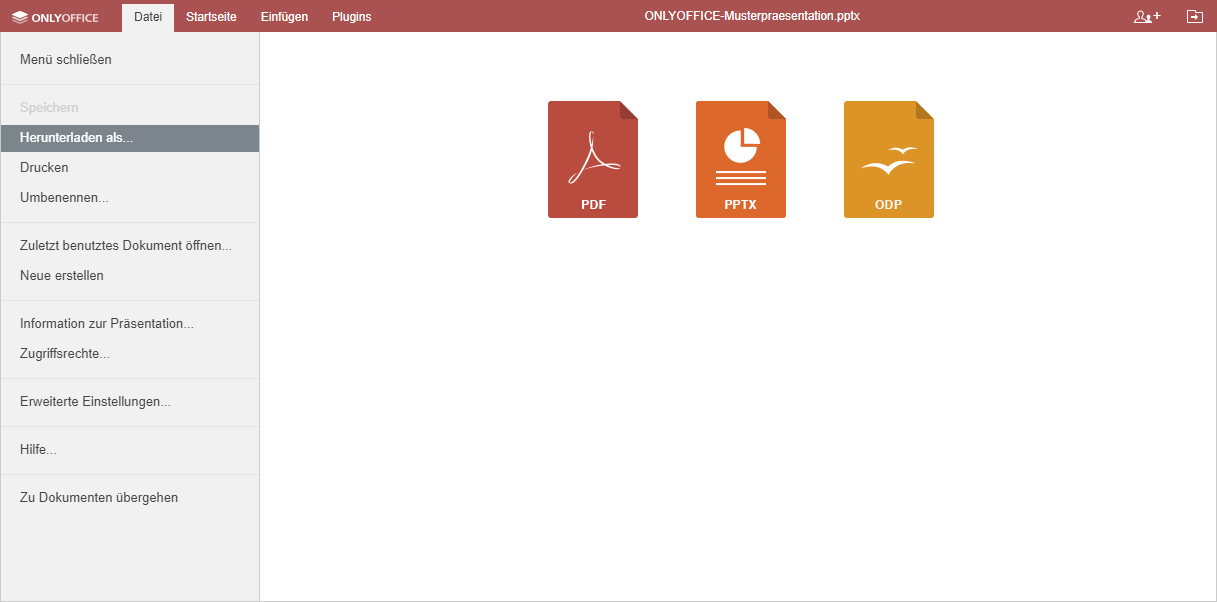 ONLYOFFICE Datei Startseite Einfügen Plugins ONLYOFFICE-Musterpraesentation.pptx
Menü schließen
Speichern
Herunterladen als...
Drucken
Umbenennen...
Zuletzt benutztes Dokument öffnen...
Neue erstellen
Information zur Präsentation...
Zugriffsrechte...
Erweiterte Einstellungen...
Hilfe...
Zu Dokumenten übergehen
PDF PPTX ODP